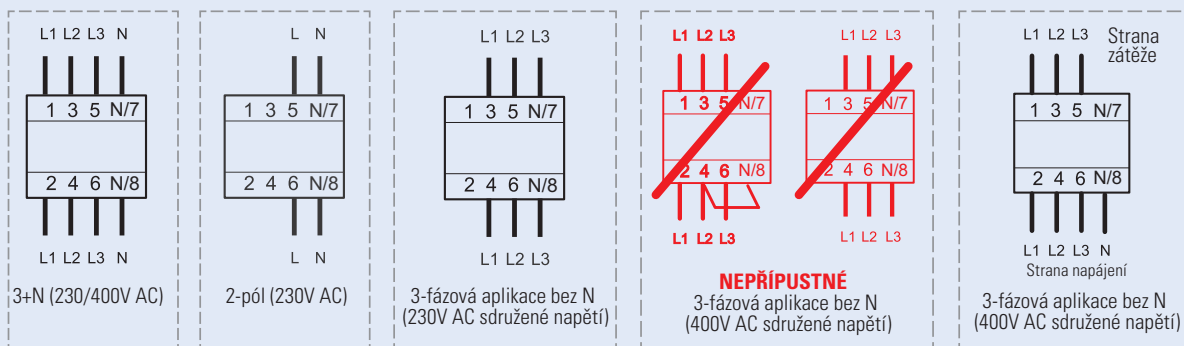 L1 L2 L3 N
1 3 5 N/7
2 4 6 N/8
L1 L2 L3 N
3+N (230/400V AC)
L N
1 3 5 N/7
2 4 6 N/8
L N
2-pól (230V AC)
L1 L2 L3
1 3 5 N/7
2 4 6 N/8
L1 L2 L3
3-fázová aplikace bez N
(230V AC sdružené napětí)
L1 L2 L3
1 3 5 N/7
2 4 6 N/8
L1 L2 L3
L1 L2 L3
1 3 5 N/7
2 4 6 N/8
L1 L2 L3
NEPŘÍPUSTNÉ
3-fázová aplikace bez N
(400V AC sdružené napětí)
L1 L2 L3
Strana
zátěže
1 3 5 N/7
2 4 6 N/8
L1 L2 L3 N
Strana napájení
3-fázová aplikace bez N
(400V AC sdružené napětí)